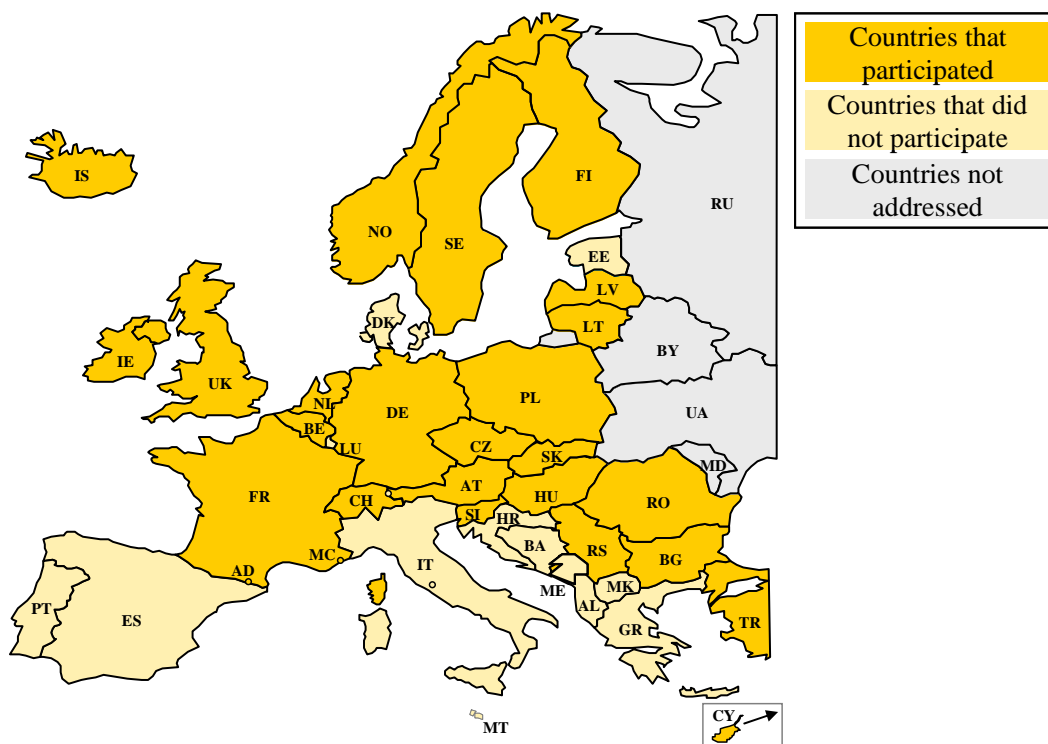 Countries that
participated
Countries that did
not participate
Countries not
addressed
IS
FI
RU
NO
SE
EE
LV
DK
LT
IE
BY
UK
NL
DE
PL
UA
BE
LU
CZ
SK
MD
FR
CH
AT
HU
RO
SI
HR
BA
RS
BG
MC
IT
AD
ME
MK
AL
PT
ES
GR
TR
CY
MT